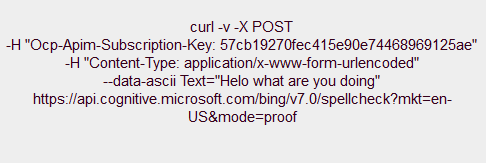 curl -v -X POST
-H "Ocp-Apim-Subscription-Key: 57cb19270fec415e90e74468969125ae"
-H "Content-Type: application/x-www-form-urlencoded"
--data-ascii Text="Helo what are you doing"
https://api.cognitive.microsoft.com/bing/v7.0/spellcheck?mkt=en-
US&mode=proof